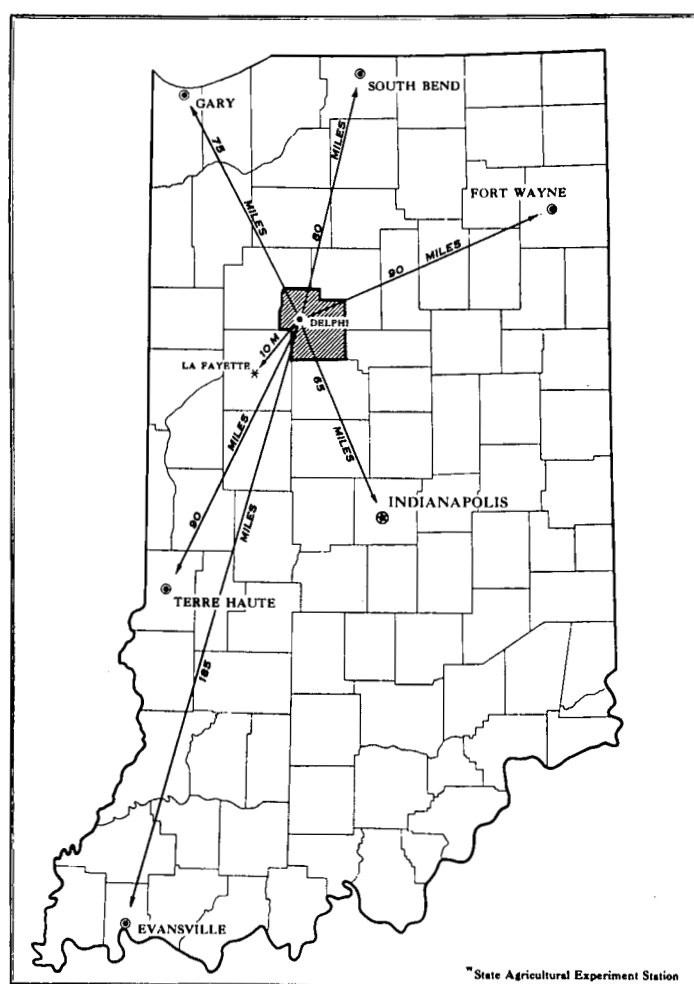 SOUTH BEND
GARY
75 MILES
80 MILES
FORT WAYNE
90 MILES
DELPHI
10 M
LA FAYETTE
65 MILES
90 MILES
INDIANAPOLIS
185 MILES
TERRE HAUTE
EVANSVILLE
State Agricultural Experiment Station